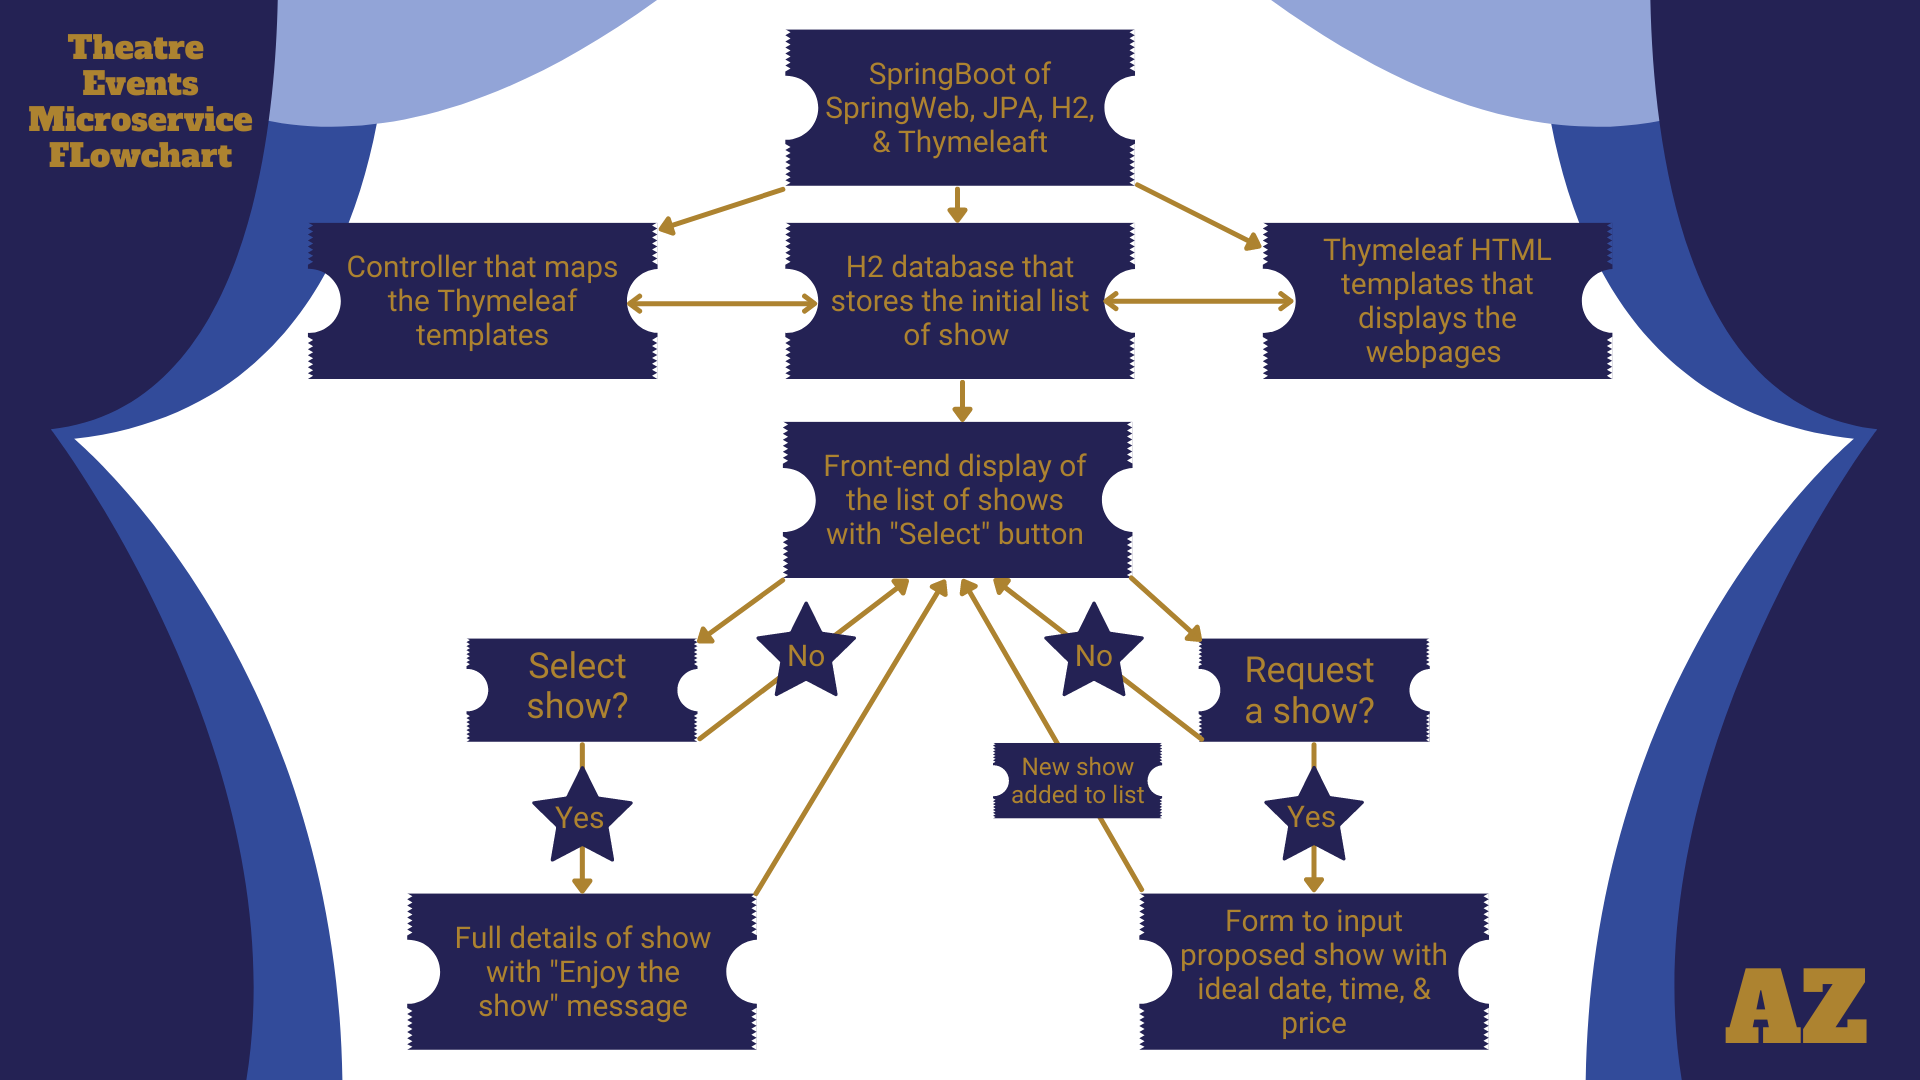 Theatre
Events
Microservice
FLowchart
SpringBoot of
SpringWeb, JPA, H2,
& Thymeleaft
Controller that maps
the Thymeleaf
templates
H2 database that
stores the initial list
of show
Thymeleaf HTML
templates that
displays the
webpages
Front-end display of
the list of shows
with "Select" button
Select
show?
No
No
Request
a show?
New show
added to list
Yes
Yes
Full details of show
with "Enjoy the
show" message
Form to input
proposed show with
ideal date, time, &
price
AZ